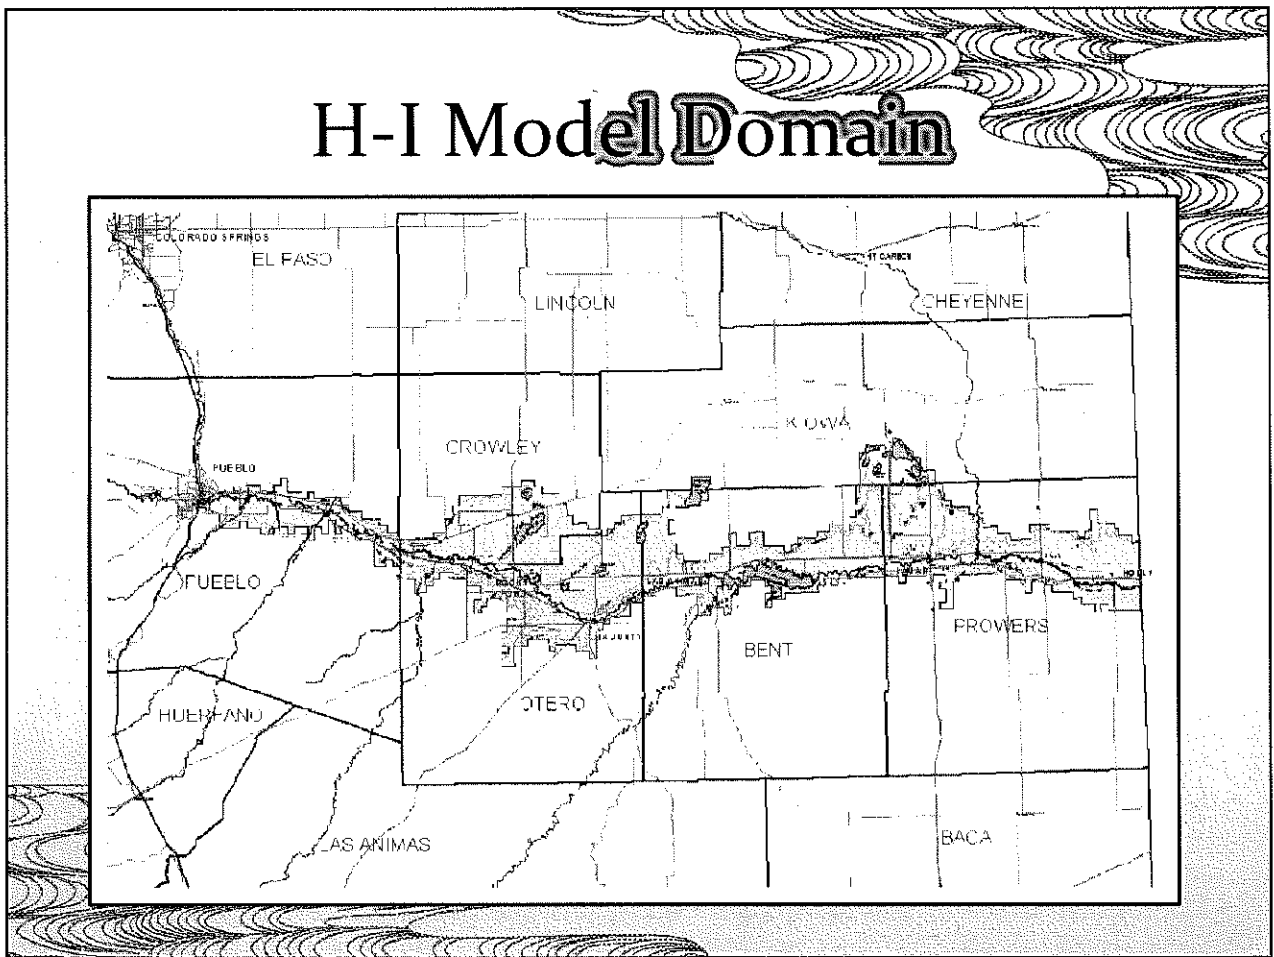 H-I Model Domain
COLORADO SPRINGS
EL PASO
LINCOLN
CHEYENNE
KIOWA
CROWLEY
PUEBLO
PUEBLO
HOLLY
PROWERS
BENT
OTERO
HUERFANO
LAS ANIMAS
BACA